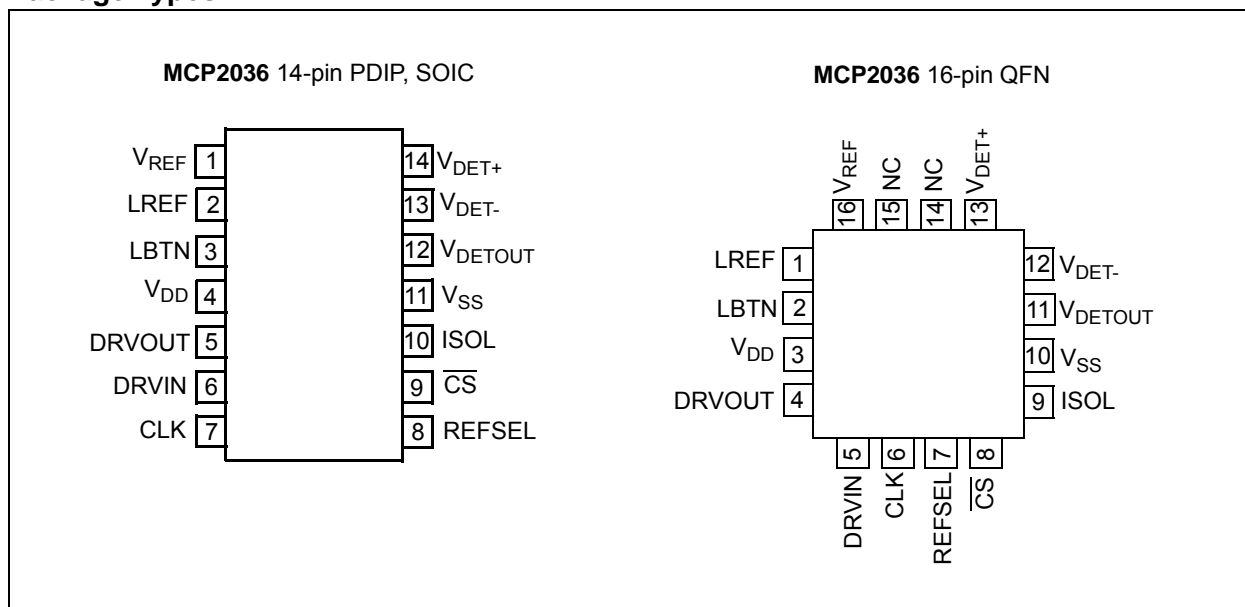 MCP2036 14-pin PDIP, SOIC
VREF 1
LREF 2
LBTN 3
VDD 4
DRVOUT 5
DRVIN 6
CLK 7
14 VDET+
13 VDET-
12 VDETOUT
11 VSS
10 ISOL
9 CS
8 REFSEL
MCP2036 16-pin QFN
16 VREF
15 NC
14 NC
13 VDET+
LREF 1
LBTN 2
VDD 3
DRVOUT 4
12 VDET-
11 VDETOUT
10 VSS
9 ISOL
DRVIN 5
CLK 6
REFSEL 7
CS 8